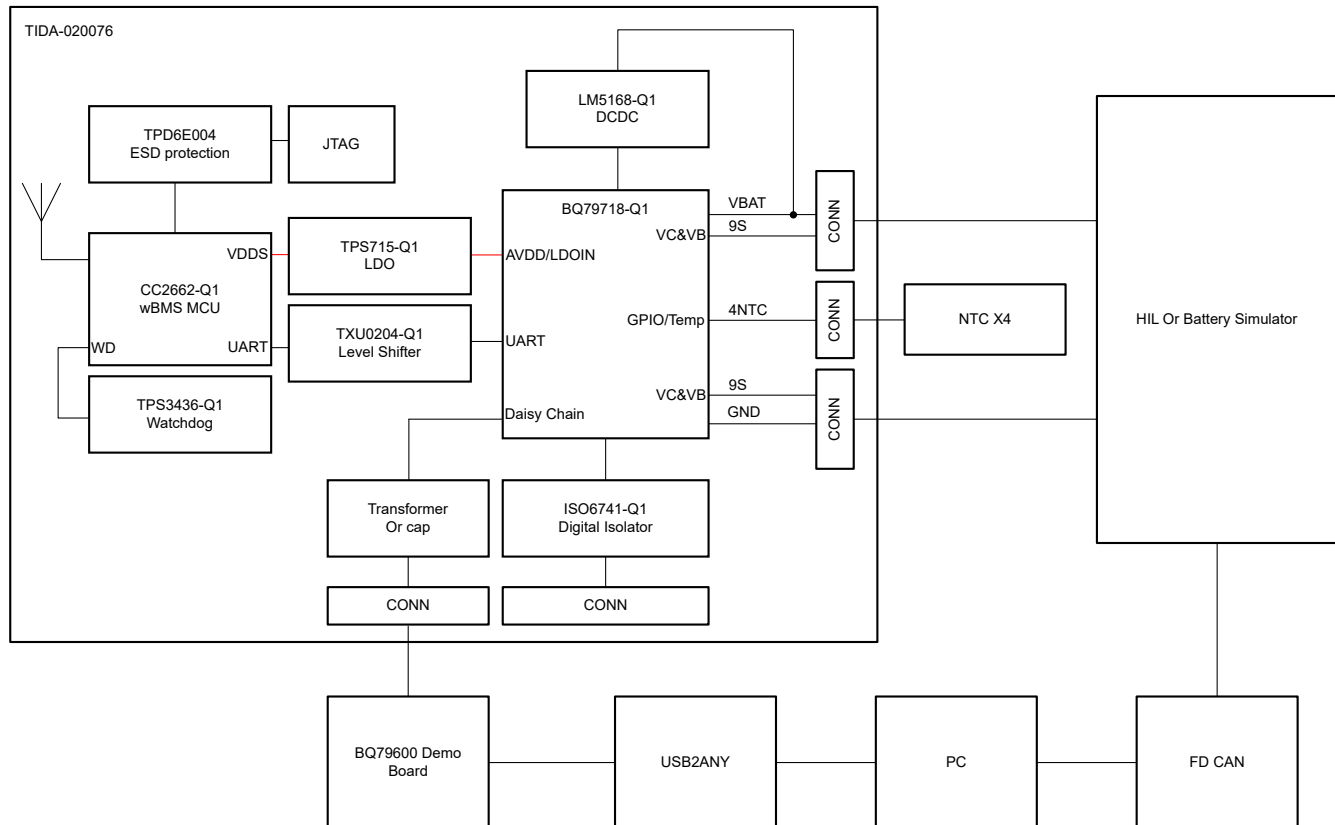 TIDA-020076
LM5168-Q1
DCDC
TPD6E004
ESD protection
JTAG
BQ79718-Q1
VBAT
9S
VC&VB
CONN
VDDS
TPS715-Q1
LDO
AVDD/LDOIN
CC2662-Q1
wBMS MCU
GPIO/Temp
4NTC
CONN
NTC X4
HIL Or Battery Simulator
WD
UART
TXU0204-Q1
Level Shifter
UART
TPS3436-Q1
Watchdog
VC&VB
9S
GND
CONN
Daisy Chain
Transformer
Or cap
ISO6741-Q1
Digital Isolator
CONN
CONN
BQ79600 Demo
Board
USB2ANY
PC
FD CAN